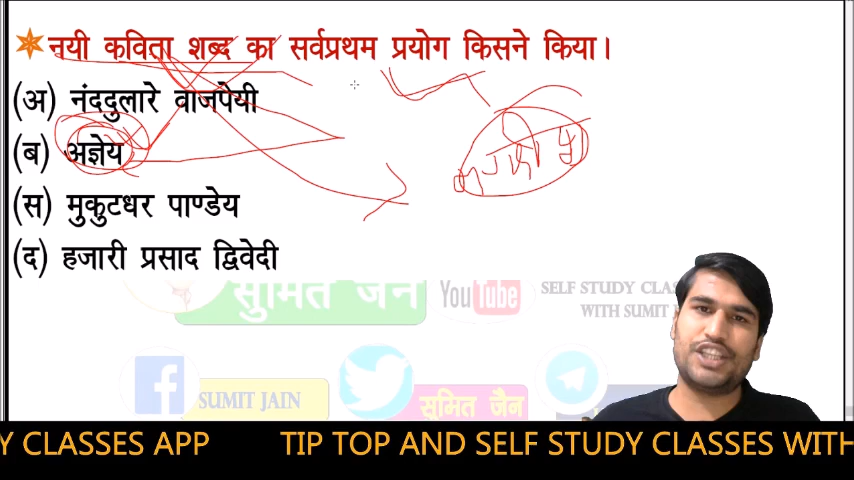 नयी कविता शब्द का सर्वप्रथम प्रयोग किसने किया।
(अ) नंददुलारे वाजपेयी
(ब) अज्ञेय
(स) मुकुटधर पाण्डेय
(द) हजारी प्रसाद द्विवेदी
सुमित जैन
YouTube
SELF STUDY CLA
WITH SUMIT
SUMIT JAIN
सुमित जैन
Y CLASSES APP TIP TOP AND SELF STUDY CLASSES WITH